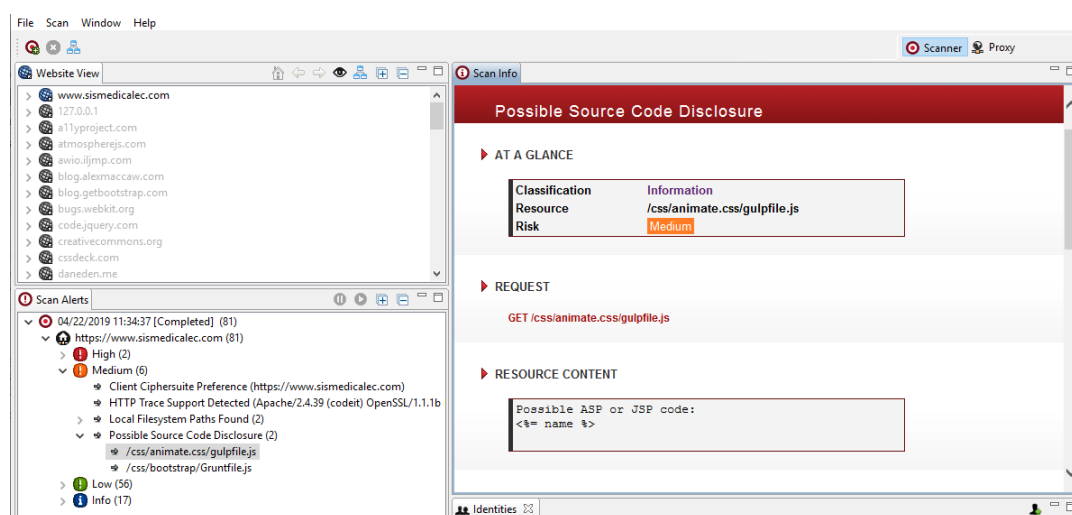 File Scan Window Help
Scanner Proxy
Website View
www.sismedicalec.com
127.0.0.1
a11yproject.com
atmospherejs.com
awio.iljmp.com
blog.alexmaccaw.com
blog.getbootstrap.com
bugs.webkit.org
code.jquery.com
creativecommons.org
cssdeck.com
daneden.me
Scan Alerts
04/22/2019 11:34:37 [Completed] (81)
https://www.sismedicalec.com (81)
High (2)
Medium (6)
Client Ciphersuite Preference (https://www.sismedicalec.com)
HTTP Trace Support Detected (Apache/2.4.39 (codeit) OpenSSL/1.1.1b
Local Filesystem Paths Found (2)
Possible Source Code Disclosure (2)
/css/animate.css/gulpfile.js
/css/bootstrap/Gruntfile.js
Low (56)
Info (17)
Scan Info
Possible Source Code Disclosure
AT A GLANCE
Classification Information
Resource /css/animate.css/gulpfile.js
Risk Medium
REQUEST
GET /css/animate.css/gulpfile.js
RESOURCE CONTENT
Possible ASP or JSP code:
<%= name %>
Identities